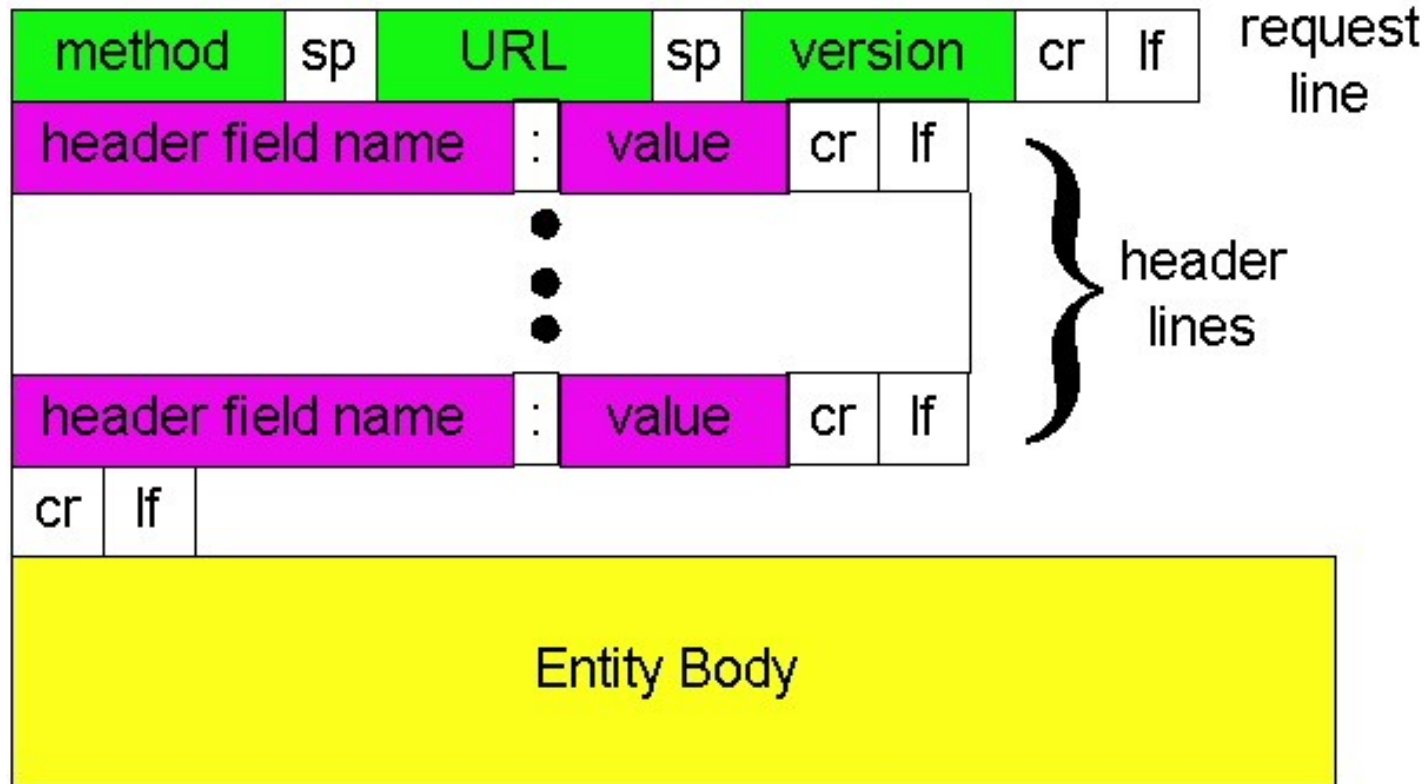 method sp URL sp version cr lf request line
header field name : value cr lf
header lines
header field name : value cr lf
cr lf
Entity Body